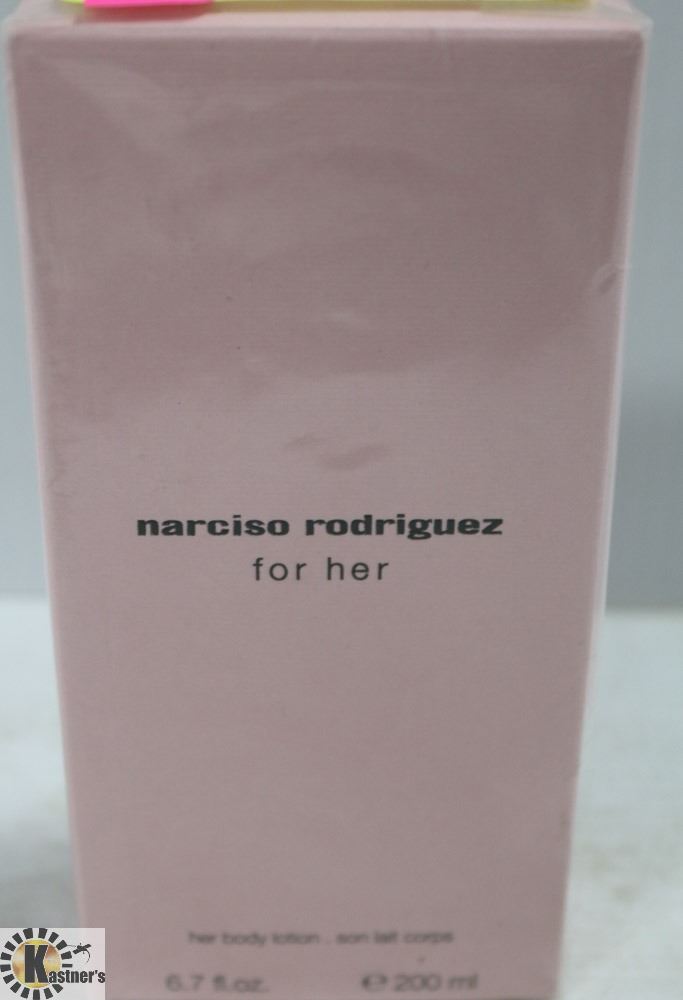 narciso rodriguez
for her
her body lotion . son lait corps
6.7 fl.oz. ℮ 200 ml
Kastner's